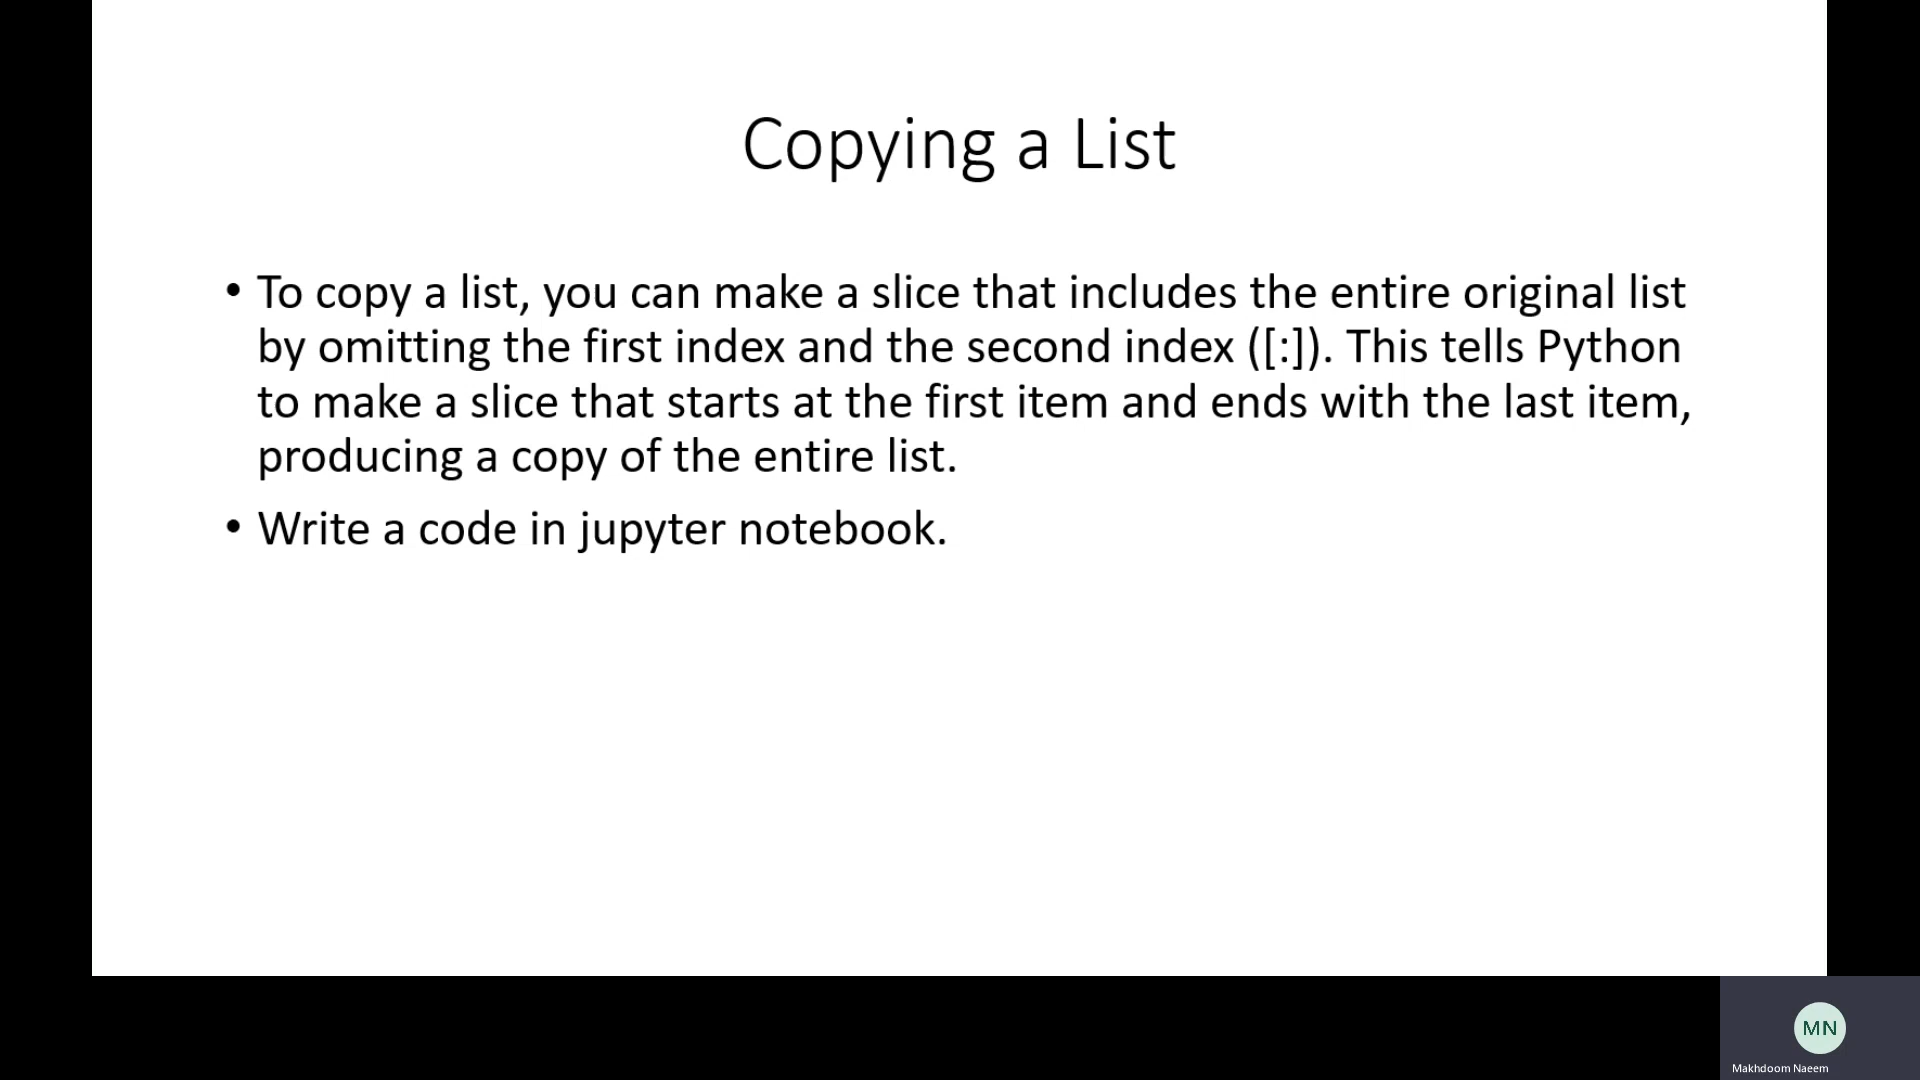 Copying a List
• To copy a list, you can make a slice that includes the entire original list
by omitting the first index and the second index ([:]). This tells Python
to make a slice that starts at the first item and ends with the last item,
producing a copy of the entire list.
• Write a code in jupyter notebook.
MN
Makhdoom Naeem